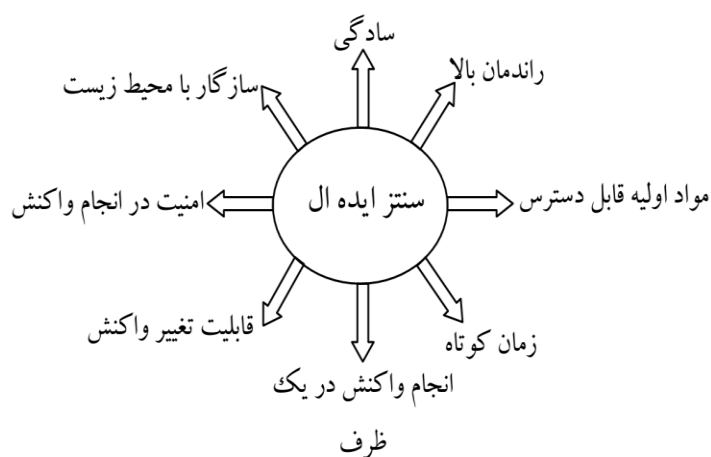 سادگی
راندمان بالا
سازگار با محیط زیست
سنتز ایده ال
مواد اولیه قابل دسترس
امنیت در انجام واکنش
قابلیت تغییر واکنش
زمان کوتاه
انجام واکنش در یک
ظرف